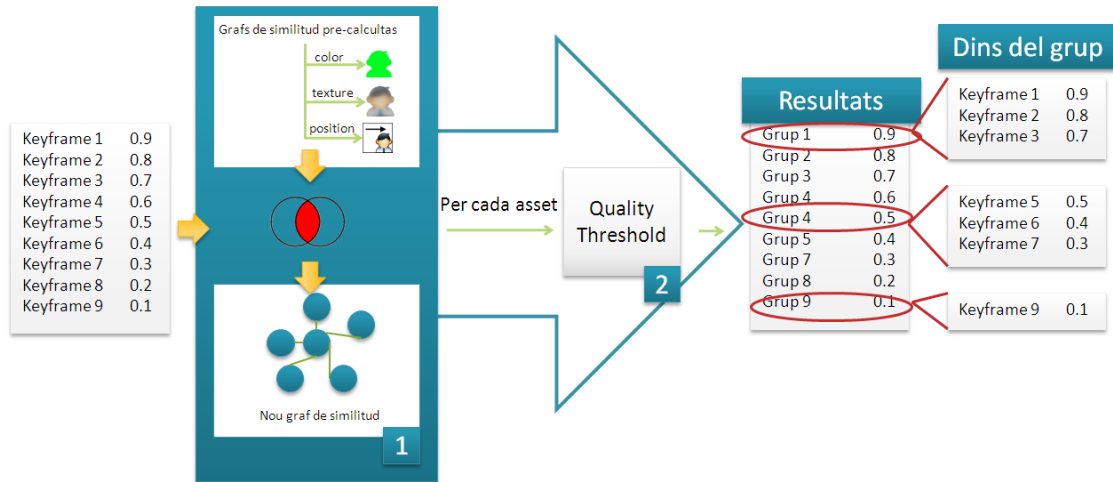 Keyframe 1 0.9
Keyframe 2 0.8
Keyframe 3 0.7
Keyframe 4 0.6
Keyframe 5 0.5
Keyframe 6 0.4
Keyframe 7 0.3
Keyframe 8 0.2
Keyframe 9 0.1
Grafs de similitud pre-calcultas
color
texture
position
Nou graf de similitud
1
Per cada asset
Quality
Threshold
2
Resultats
Grup 1 0.9
Grup 2 0.8
Grup 3 0.7
Grup 4 0.6
Grup 4 0.5
Grup 5 0.4
Grup 7 0.3
Grup 8 0.2
Grup 9 0.1
Dins del grup
Keyframe 1 0.9
Keyframe 2 0.8
Keyframe 3 0.7
Keyframe 5 0.5
Keyframe 6 0.4
Keyframe 7 0.3
Keyframe 9 0.1